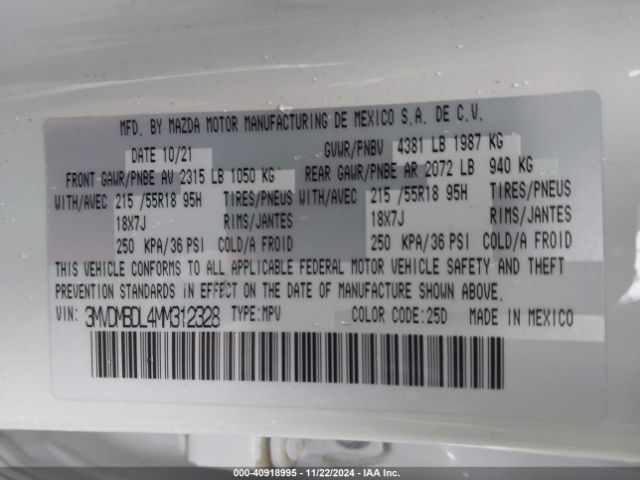 MFD. BY MAZDA MOTOR MANUFACTURING DE MEXICO S.A. DE C.V.
DATE 10/21 GVWR/PNBV 4381 LB 1987 KG
FRONT GAWR/PNBE AV 2315 LB 1050 KG REAR GAWR/PNBE AR 2072 LB 940 KG
WITH/AVEC 215 /55R18 95H TIRES/PNEUS WITH/AVEC 215 /55R18 95H TIRES/PNEUS
18X7J RIMS/JANTES 18X7J RIMS/JANTES
250 KPA/36 PSI COLD/A FROID 250 KPA/36 PSI COLD/A FROID
THIS VEHICLE CONFORMS TO ALL APPLICABLE FEDERAL MOTOR VEHICLE SAFETY AND THEFT
PREVENTION STANDARDS IN EFFECT ON THE DATE OF MANUFACTURE SHOWN ABOVE.
VIN: 3MVDMBDL4MM312328 TYPE:MPV COLOR CODE:25D MADE IN MEXICO
000-40918995 - 11/22/2024 - IAA Inc.